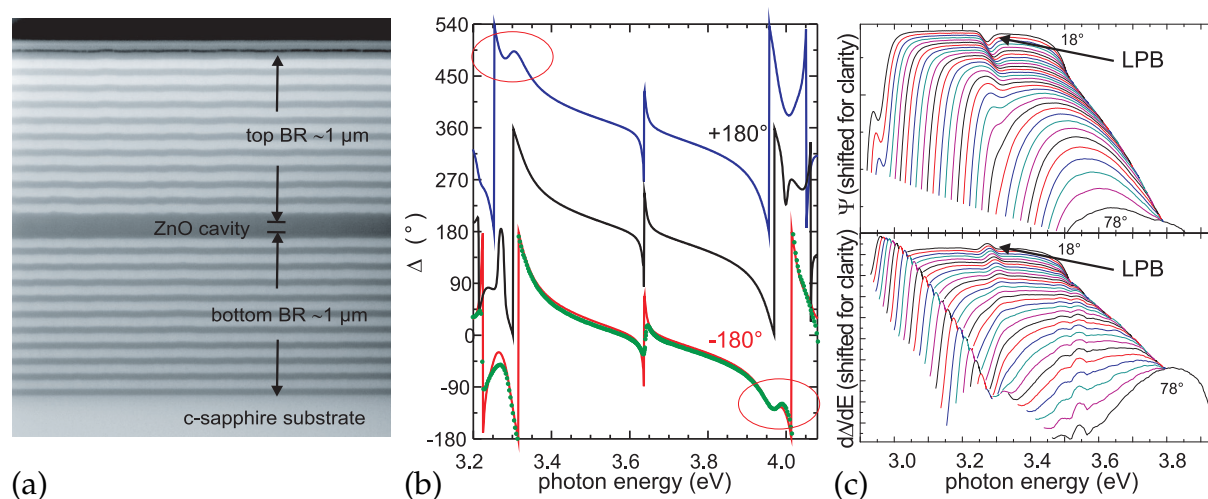 top BR ~1 µm
ZnO cavity
bottom BR ~1 µm
c-sapphire substrate
(a)
Δ (°)
540
450
360
270
180
90
0
-90
-180
+180°
-180°
3.2 3.4 3.6 3.8 4.0
photon energy (eV)
(b)
Ψ (shifted for clarity)
18°
LPB
78°
dΔ/dE (shifted for clarity)
18°
LPB
78°
3.0 3.2 3.4 3.6 3.8
photon energy (eV)
(c)